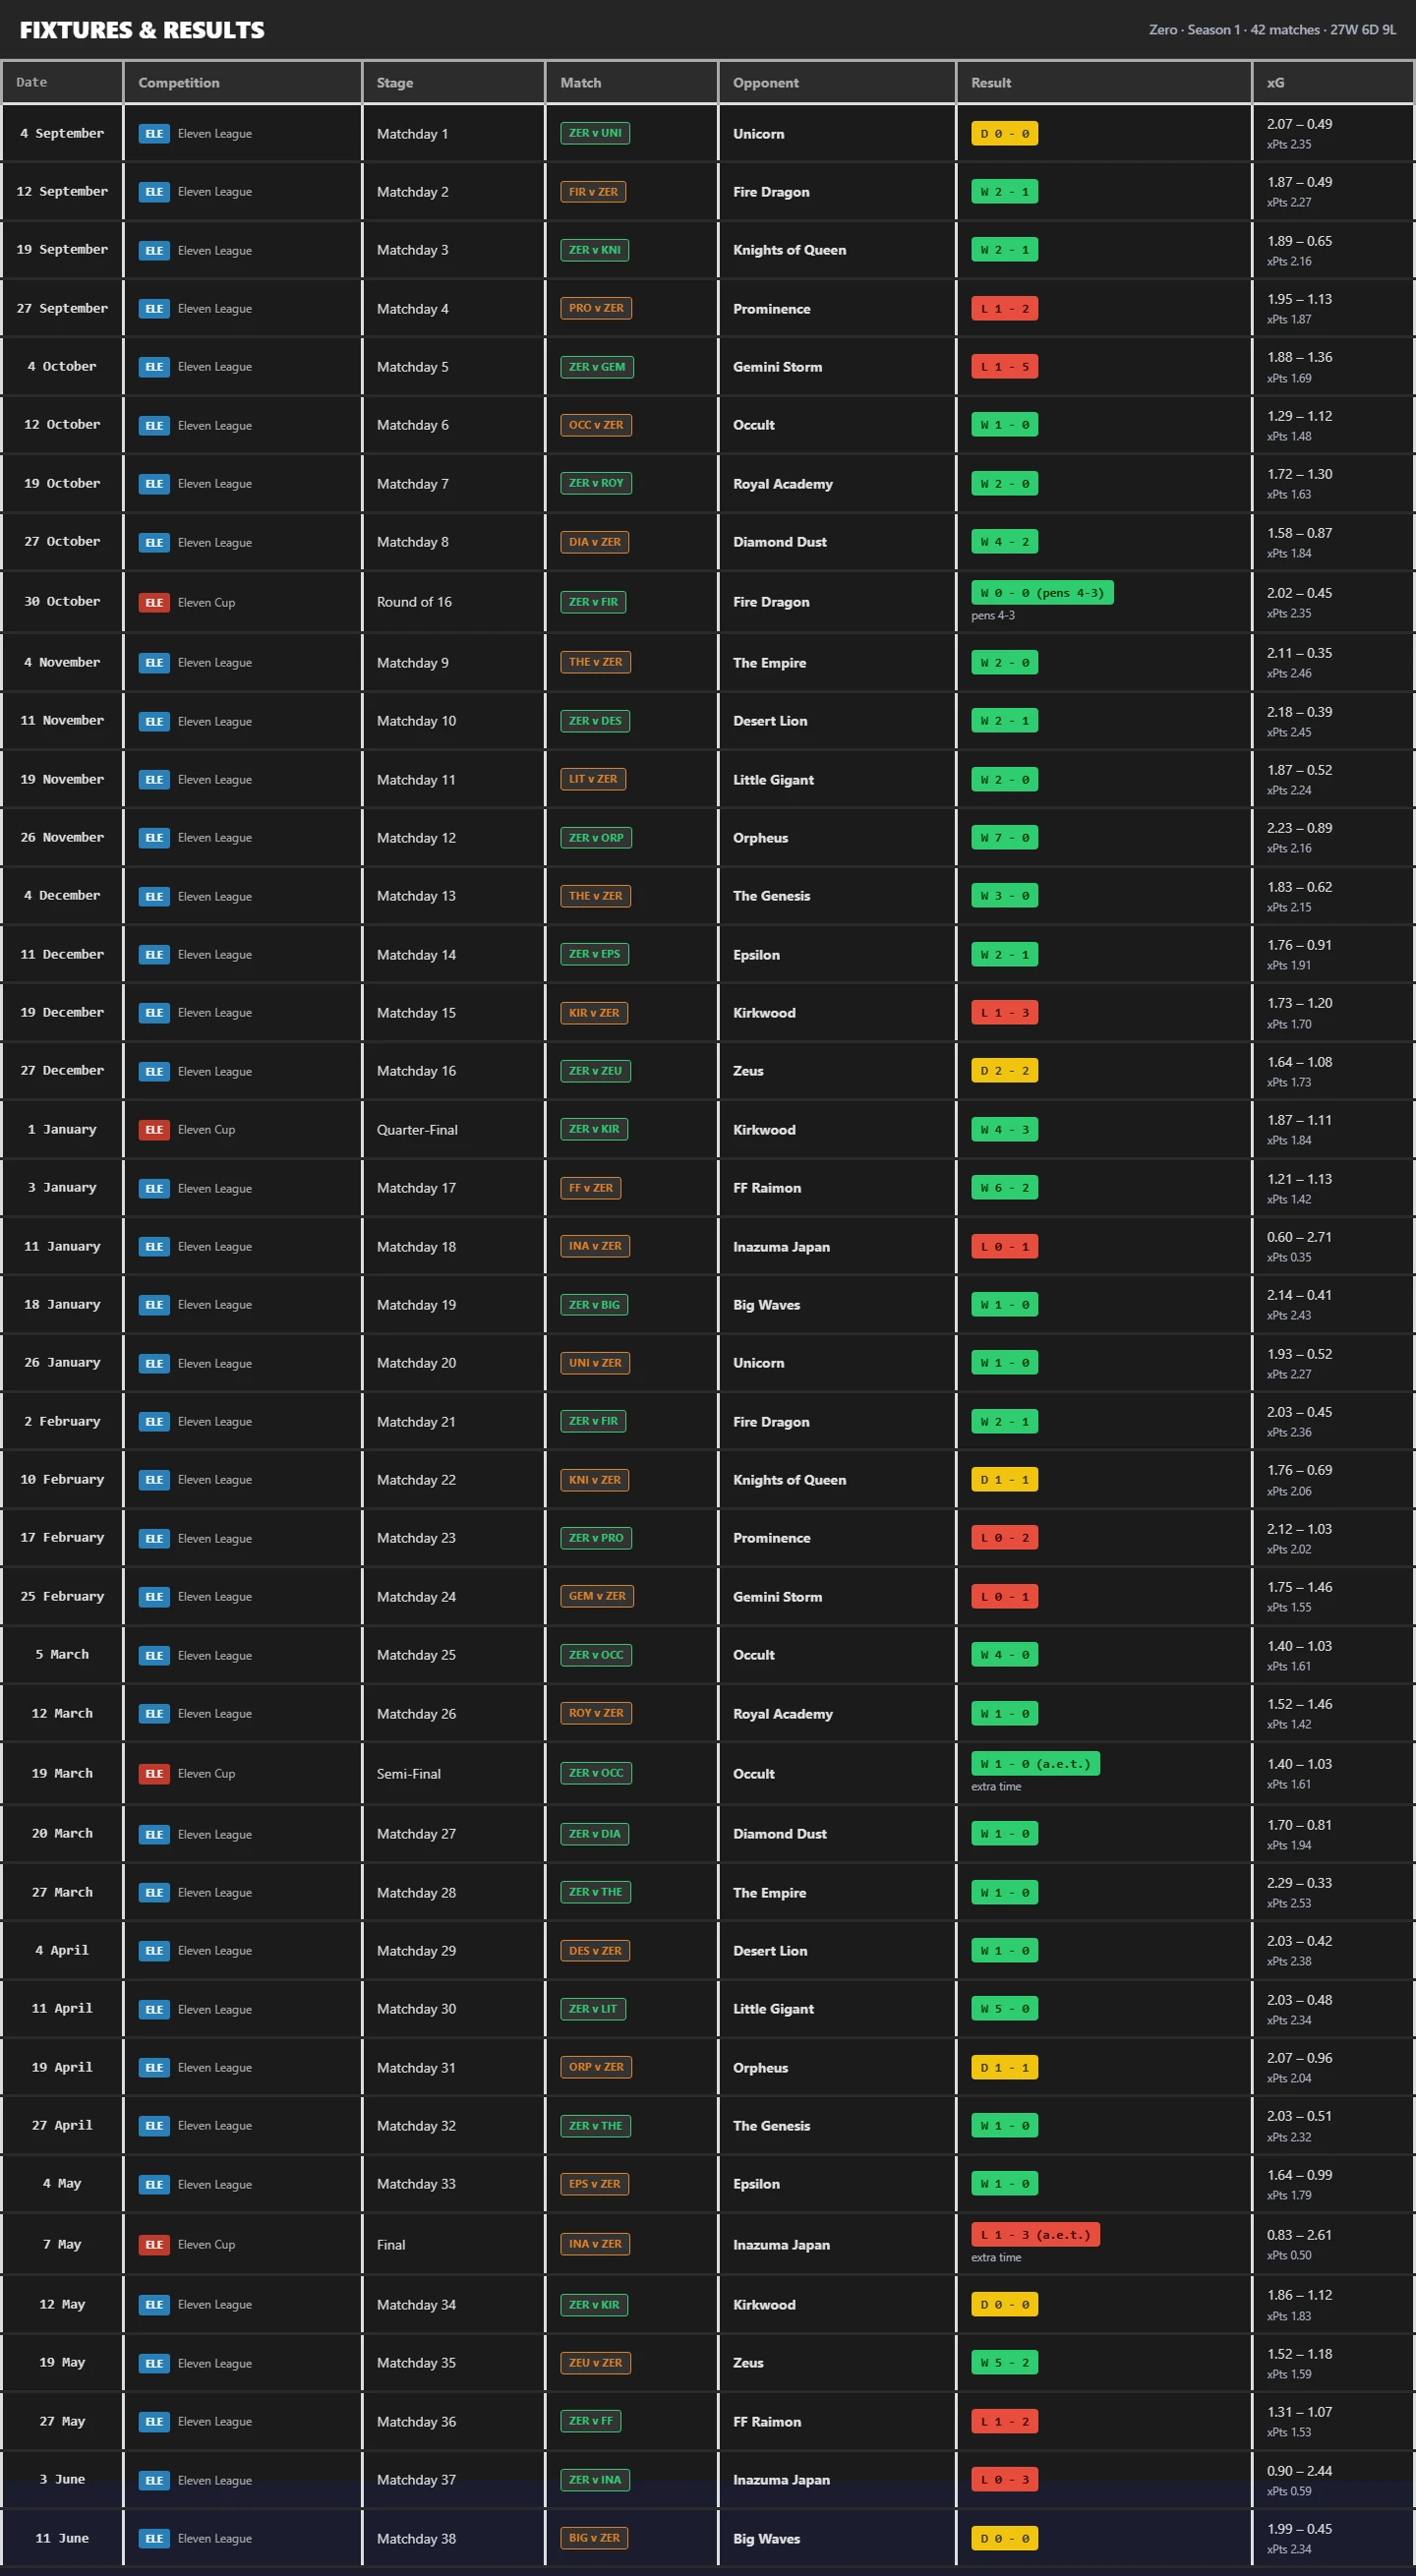 FIXTURES & RESULTS
Zero · Season 1 · 42 matches · 27W 6D 9L
Date Competition Stage Match Opponent Result xG
4 September ELE Eleven League Matchday 1 ZER v UNI Unicorn D 0 - 0 2.07 – 0.49
xPts 2.35
12 September ELE Eleven League Matchday 2 FIR v ZER Fire Dragon W 2 - 1 1.87 – 0.49
xPts 2.27
19 September ELE Eleven League Matchday 3 ZER v KNI Knights of Queen W 2 - 1 1.89 – 0.65
xPts 2.16
27 September ELE Eleven League Matchday 4 PRO v ZER Prominence L 1 - 2 1.95 – 1.13
xPts 1.87
4 October ELE Eleven League Matchday 5 ZER v GEM Gemini Storm L 1 - 5 1.88 – 1.36
xPts 1.69
12 October ELE Eleven League Matchday 6 OCC v ZER Occult W 1 - 0 1.29 – 1.12
xPts 1.48
19 October ELE Eleven League Matchday 7 ZER v ROY Royal Academy W 2 - 0 1.72 – 1.30
xPts 1.63
27 October ELE Eleven League Matchday 8 DIA v ZER Diamond Dust W 4 - 2 1.58 – 0.87
xPts 1.84
30 October ELE Eleven Cup Round of 16 ZER v FIR Fire Dragon W 0 - 0 (pens 4-3) 2.02 – 0.45
pens 4-3 xPts 2.35
4 November ELE Eleven League Matchday 9 THE v ZER The Empire W 2 - 0 2.11 – 0.35
xPts 2.46
11 November ELE Eleven League Matchday 10 ZER v DES Desert Lion W 2 - 1 2.18 – 0.39
xPts 2.45
19 November ELE Eleven League Matchday 11 LIT v ZER Little Gigant W 2 - 0 1.87 – 0.52
xPts 2.24
26 November ELE Eleven League Matchday 12 ZER v ORP Orpheus W 7 - 0 2.23 – 0.89
xPts 2.16
4 December ELE Eleven League Matchday 13 THE v ZER The Genesis W 3 - 0 1.83 – 0.62
xPts 2.15
11 December ELE Eleven League Matchday 14 ZER v EPS Epsilon W 2 - 1 1.76 – 0.91
xPts 1.91
19 December ELE Eleven League Matchday 15 KIR v ZER Kirkwood L 1 - 3 1.73 – 1.20
xPts 1.70
27 December ELE Eleven League Matchday 16 ZER v ZEU Zeus D 2 - 2 1.64 – 1.08
xPts 1.73
1 January ELE Eleven Cup Quarter-Final ZER v KIR Kirkwood W 4 - 3 1.87 – 1.11
xPts 1.84
3 January ELE Eleven League Matchday 17 FF v ZER FF Raimon W 6 - 2 1.21 – 1.13
xPts 1.42
11 January ELE Eleven League Matchday 18 INA v ZER Inazuma Japan L 0 - 1 0.60 – 2.71
xPts 0.35
18 January ELE Eleven League Matchday 19 ZER v BIG Big Waves W 1 - 0 2.14 – 0.41
xPts 2.43
26 January ELE Eleven League Matchday 20 UNI v ZER Unicorn W 1 - 0 1.93 – 0.52
xPts 2.27
2 February ELE Eleven League Matchday 21 ZER v FIR Fire Dragon W 2 - 1 2.03 – 0.45
xPts 2.36
10 February ELE Eleven League Matchday 22 KNI v ZER Knights of Queen D 1 - 1 1.76 – 0.69
xPts 2.06
17 February ELE Eleven League Matchday 23 ZER v PRO Prominence L 0 - 2 2.12 – 1.03
xPts 2.02
25 February ELE Eleven League Matchday 24 GEM v ZER Gemini Storm L 0 - 1 1.75 – 1.46
xPts 1.55
5 March ELE Eleven League Matchday 25 ZER v OCC Occult W 4 - 0 1.40 – 1.03
xPts 1.61
12 March ELE Eleven League Matchday 26 ROY v ZER Royal Academy W 1 - 0 1.52 – 1.46
xPts 1.42
19 March ELE Eleven Cup Semi-Final ZER v OCC Occult W 1 - 0 (a.e.t.) 1.40 – 1.03
extra time xPts 1.61
20 March ELE Eleven League Matchday 27 ZER v DIA Diamond Dust W 1 - 0 1.70 – 0.81
xPts 1.94
27 March ELE Eleven League Matchday 28 ZER v THE The Empire W 1 - 0 2.29 – 0.33
xPts 2.53
4 April ELE Eleven League Matchday 29 DES v ZER Desert Lion W 1 - 0 2.03 – 0.42
xPts 2.38
11 April ELE Eleven League Matchday 30 ZER v LIT Little Gigant W 5 - 0 2.03 – 0.48
xPts 2.34
19 April ELE Eleven League Matchday 31 ORP v ZER Orpheus D 1 - 1 2.07 – 0.96
xPts 2.04
27 April ELE Eleven League Matchday 32 ZER v THE The Genesis W 1 - 0 2.03 – 0.51
xPts 2.32
4 May ELE Eleven League Matchday 33 EPS v ZER Epsilon W 1 - 0 1.64 – 0.99
xPts 1.79
7 May ELE Eleven Cup Final INA v ZER Inazuma Japan L 1 - 3 (a.e.t.) 0.83 – 2.61
extra time xPts 0.50
12 May ELE Eleven League Matchday 34 ZER v KIR Kirkwood D 0 - 0 1.86 – 1.12
xPts 1.83
19 May ELE Eleven League Matchday 35 ZEU v ZER Zeus W 5 - 2 1.52 – 1.18
xPts 1.59
27 May ELE Eleven League Matchday 36 ZER v FF FF Raimon L 1 - 2 1.31 – 1.07
xPts 1.53
3 June ELE Eleven League Matchday 37 ZER v INA Inazuma Japan L 0 - 3 0.90 – 2.44
xPts 0.59
11 June ELE Eleven League Matchday 38 BIG v ZER Big Waves D 0 - 0 1.99 – 0.45
xPts 2.34